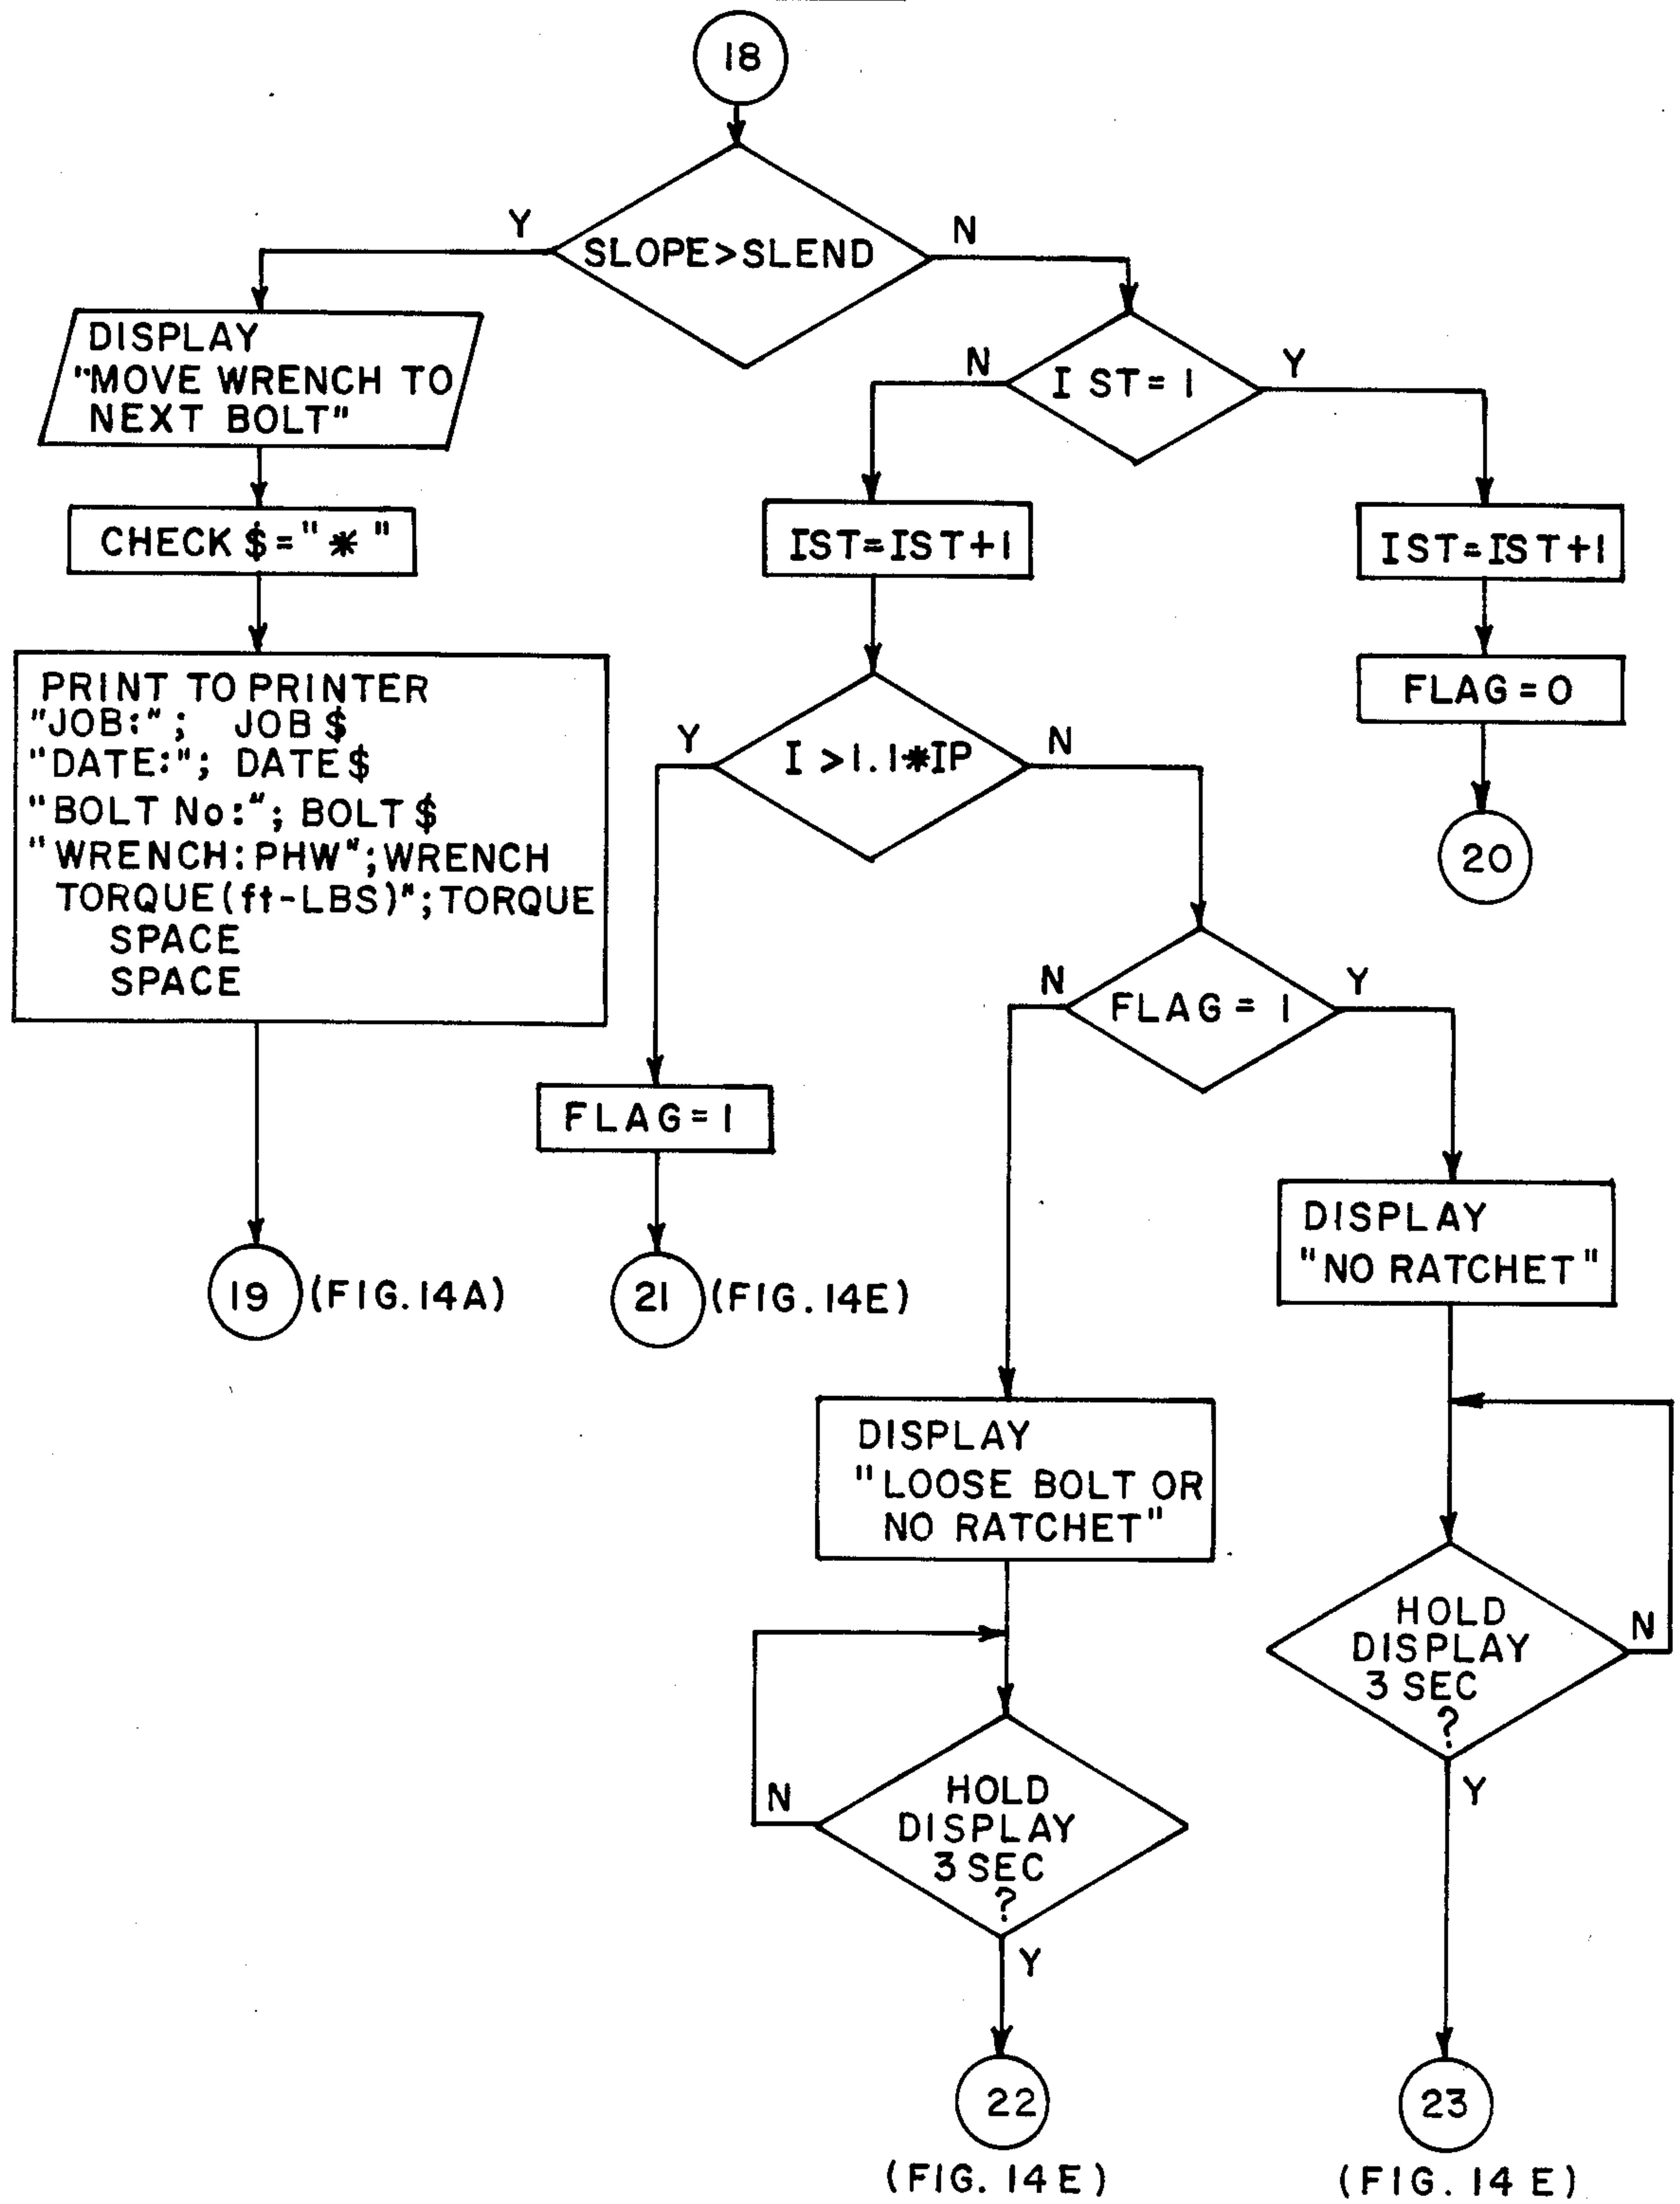 18
Y
SLOPE>SLEND
N
DISPLAY
"MOVE WRENCH TO
NEXT BOLT"
N
IST=1
Y
CHECK $="*"
IST=IST+1
IST=IST+1
PRINT TO PRINTER
"JOB:"; JOB $
"DATE:"; DATE $
"BOLT No:"; BOLT $
"WRENCH:PHW";WRENCH
TORQUE(ft-LBS)";TORQUE
SPACE
SPACE
FLAG=0
Y
I>1.1*IP
N
20
N
FLAG=1
Y
FLAG=1
DISPLAY
"NO RATCHET"
19 (FIG.14A)
21 (FIG.14E)
DISPLAY
"LOOSE BOLT OR
NO RATCHET"
HOLD
DISPLAY
3 SEC
?
N
Y
HOLD
DISPLAY
3 SEC
?
N
Y
22
(FIG. 14E)
23
(FIG. 14E)